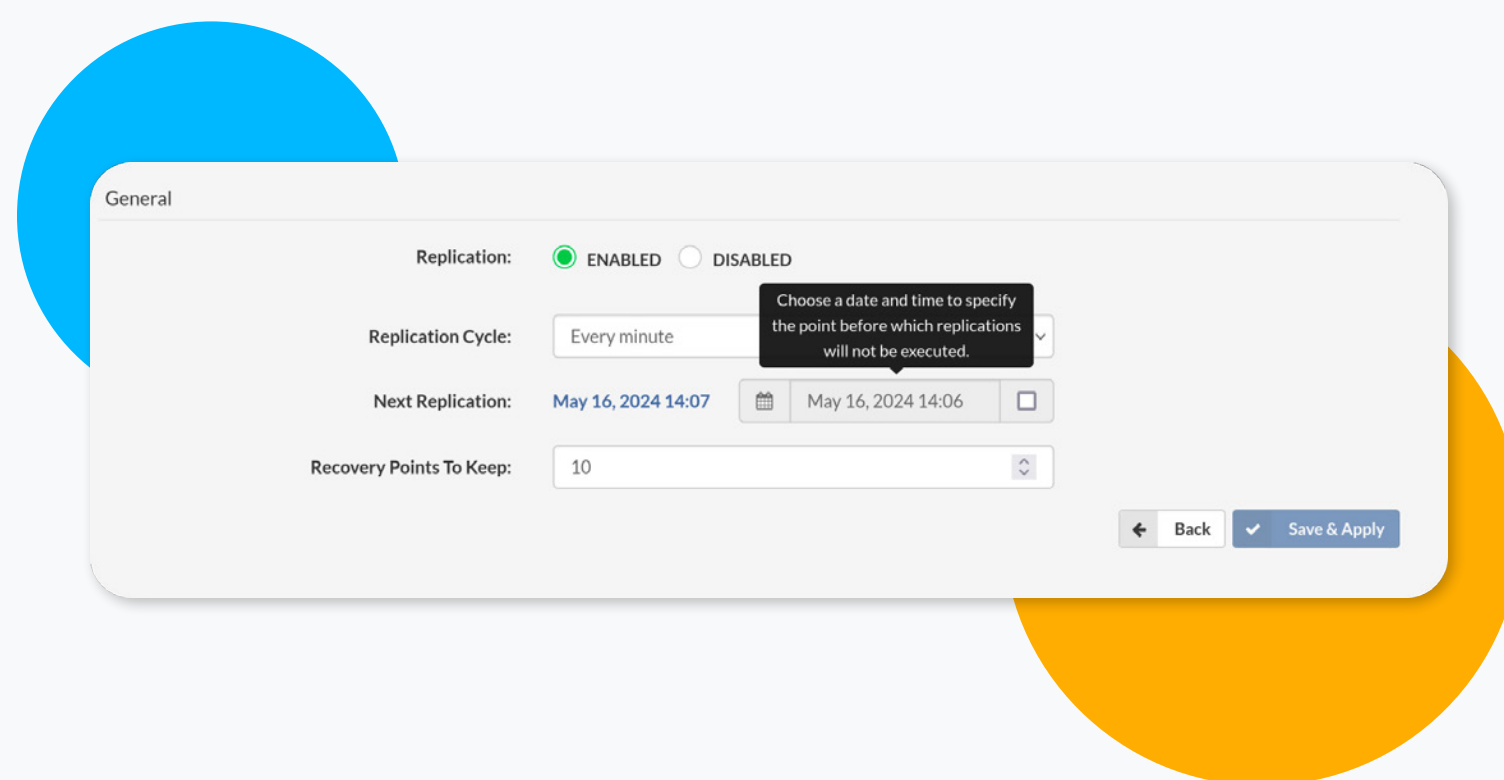 General
Replication: ENABLED DISABLED
Choose a date and time to specify
the point before which replications
will not be executed.
Replication Cycle: Every minute
Next Replication: May 16, 2024 14:07 May 16, 2024 14:06
Recovery Points To Keep: 10
Back Save & Apply